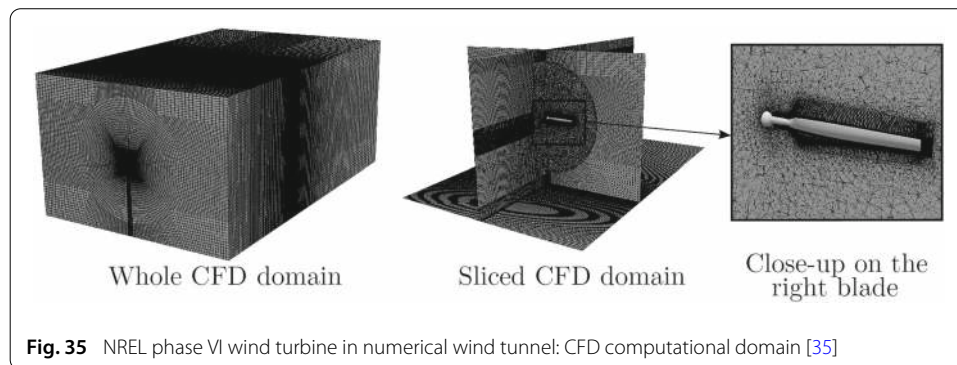 Whole CFD domain
Sliced CFD domain
Close-up on the
right blade
Fig. 35 NREL phase VI wind turbine in numerical wind tunnel: CFD computational domain [35]